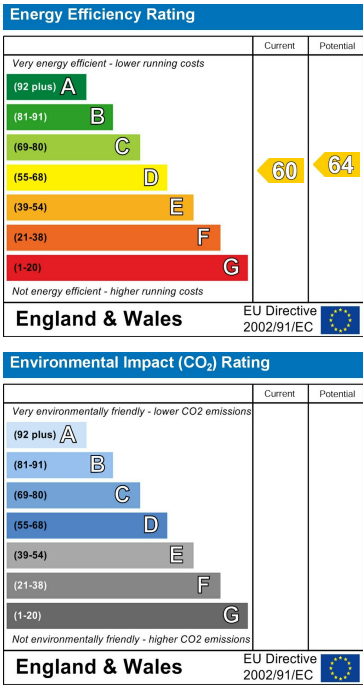 Energy Efficiency Rating
Current Potential
Very energy efficient - lower running costs
(92 plus) A
(81-91) B
(69-80) C
(55-68) D
60 64
(39-54) E
(21-38) F
(1-20) G
Not energy efficient - higher running costs
England & Wales
EU Directive
2002/91/EC
Environmental Impact (CO₂) Rating
Current Potential
Very environmentally friendly - lower CO2 emissions
(92 plus) A
(81-91) B
(69-80) C
(55-68) D
(39-54) E
(21-38) F
(1-20) G
Not environmentally friendly - higher CO2 emissions
England & Wales
EU Directive
2002/91/EC